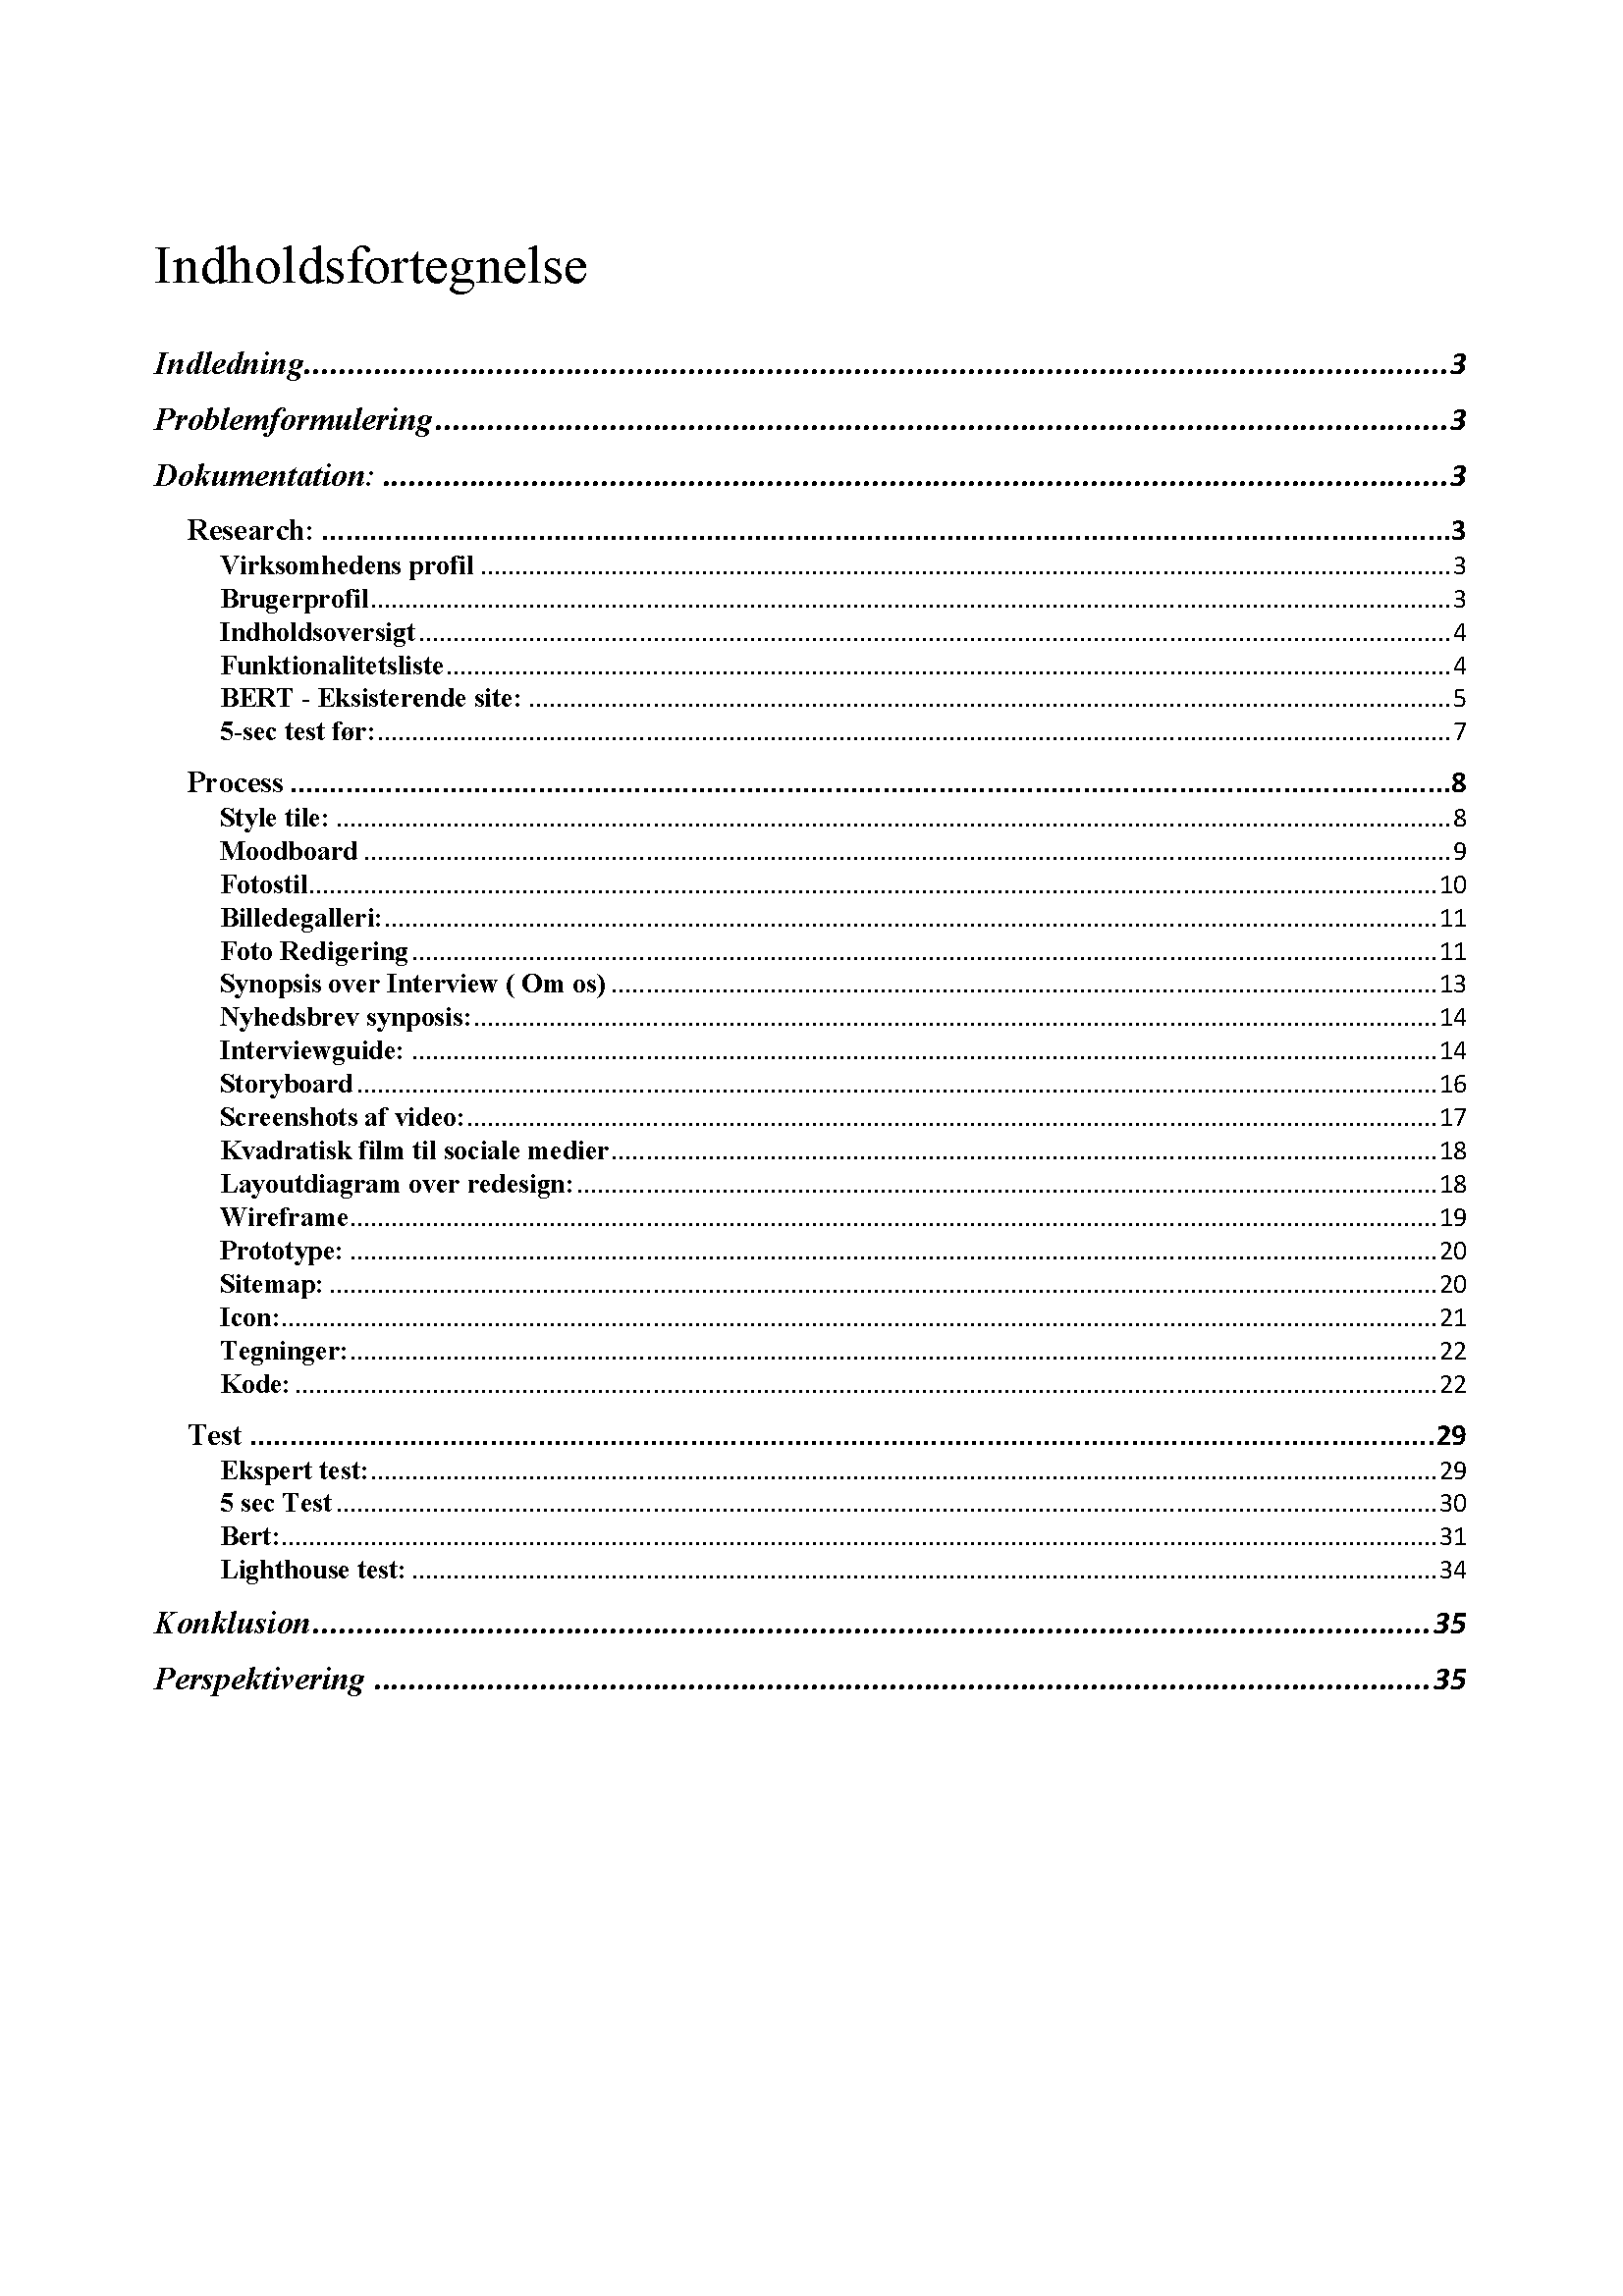 Indholdsfortegnelse
Indledning....................3
Problemformulering....................3
Dokumentation: ....................3
Research: ....................3
Virksomhedens profil ....................3
Brugerprofil....................3
Indholdsoversigt....................4
Funktionalitetsliste....................4
BERT - Eksisterende site: ....................5
5-sec test før:....................7
Process ....................8
Style tile: ....................8
Moodboard ....................9
Fotostil....................10
Billedegalleri:....................11
Foto Redigering....................11
Synopsis over Interview ( Om os) ....................13
Nyhedsbrev synposis:....................14
Interviewguide: ....................14
Storyboard....................16
Screenshots af video:....................17
Kvadratisk film til sociale medier....................18
Layoutdiagram over redesign:....................18
Wireframe....................19
Prototype: ....................20
Sitemap: ....................20
Icon:....................21
Tegninger:....................22
Kode: ....................22
Test ....................29
Ekspert test:....................29
5 sec Test....................30
Bert:....................31
Lighthouse test: ....................34
Konklusion....................35
Perspektivering ....................35